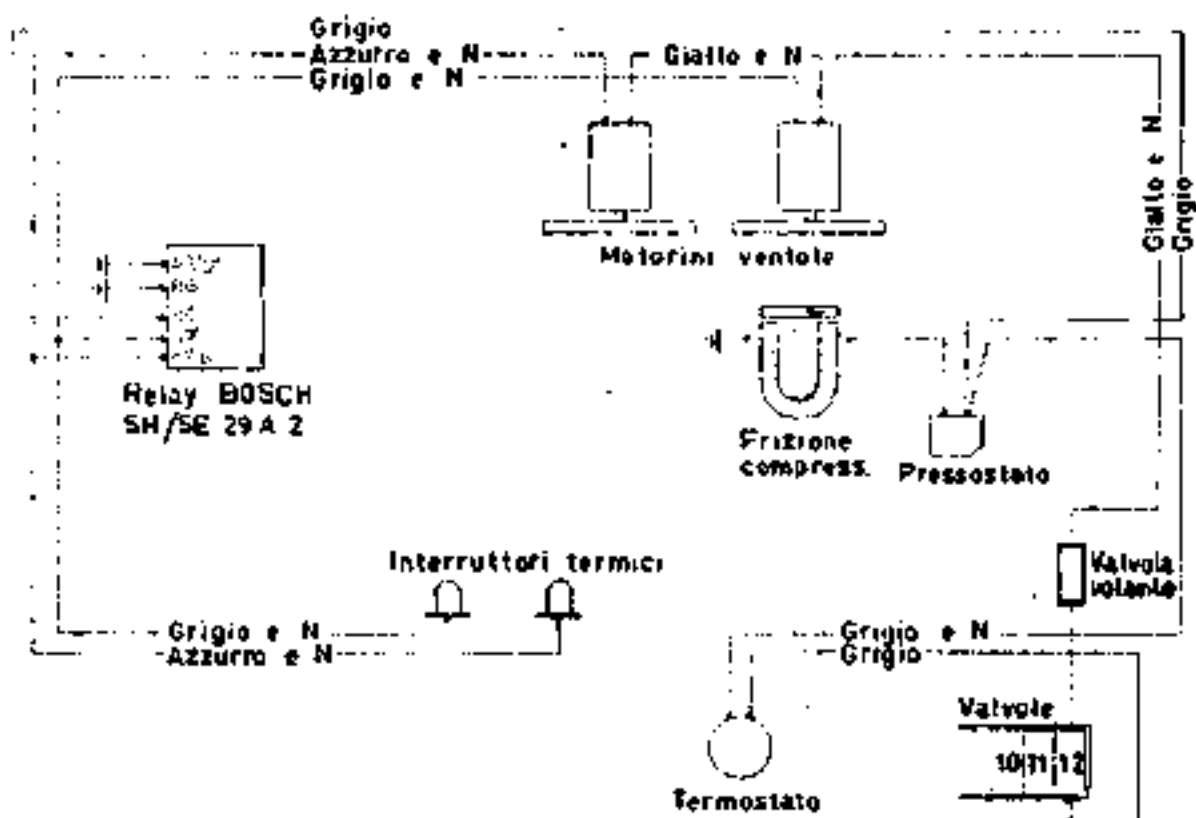 Grigio
Azzurro e N
Grigio e N
Giallo e N
Giallo e N
Grigio
Motorini ventole
Relay BOSCH
SH/SE 29 A 2
Frizione
compress.
Pressostato
Interruttori termici
Valvola
volante
Grigio e N
Azzurro e N
Grigio e N
Grigio
Valvole
10 11 12
Termostato